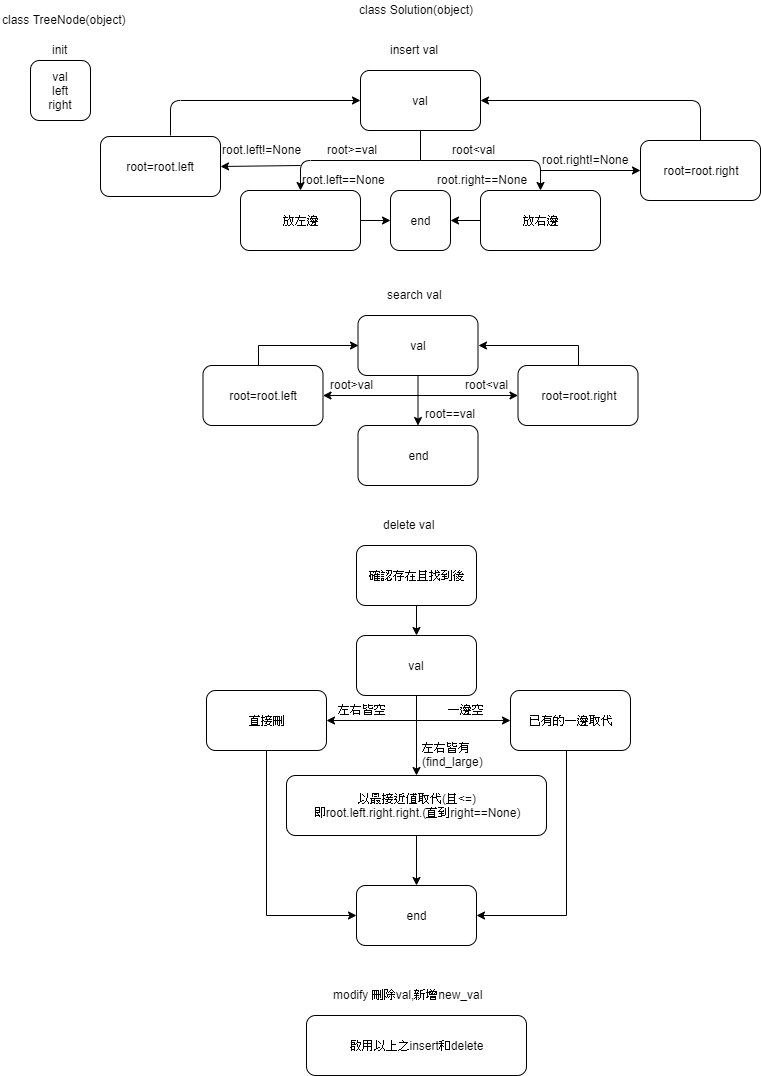 class TreeNode(object)
class Solution(object)
init
val
left
right
insert val
val
root=root.left
root.left!=None
root>=val
root<val
root.right!=None
root=root.right
root.left==None
root.right==None
放左邊
end
放右邊
search val
val
root=root.left
root>val
root<val
root=root.right
root==val
end
delete val
確認存在且找到後
val
直接刪
左右皆空
一邊空
已有的一邊取代
左右皆有
(find_large)
以最接近值取代(且<=)
即root.left.right.right.(直到right==None)
end
modify 刪除val,新增new_val
啟用以上之insert和delete